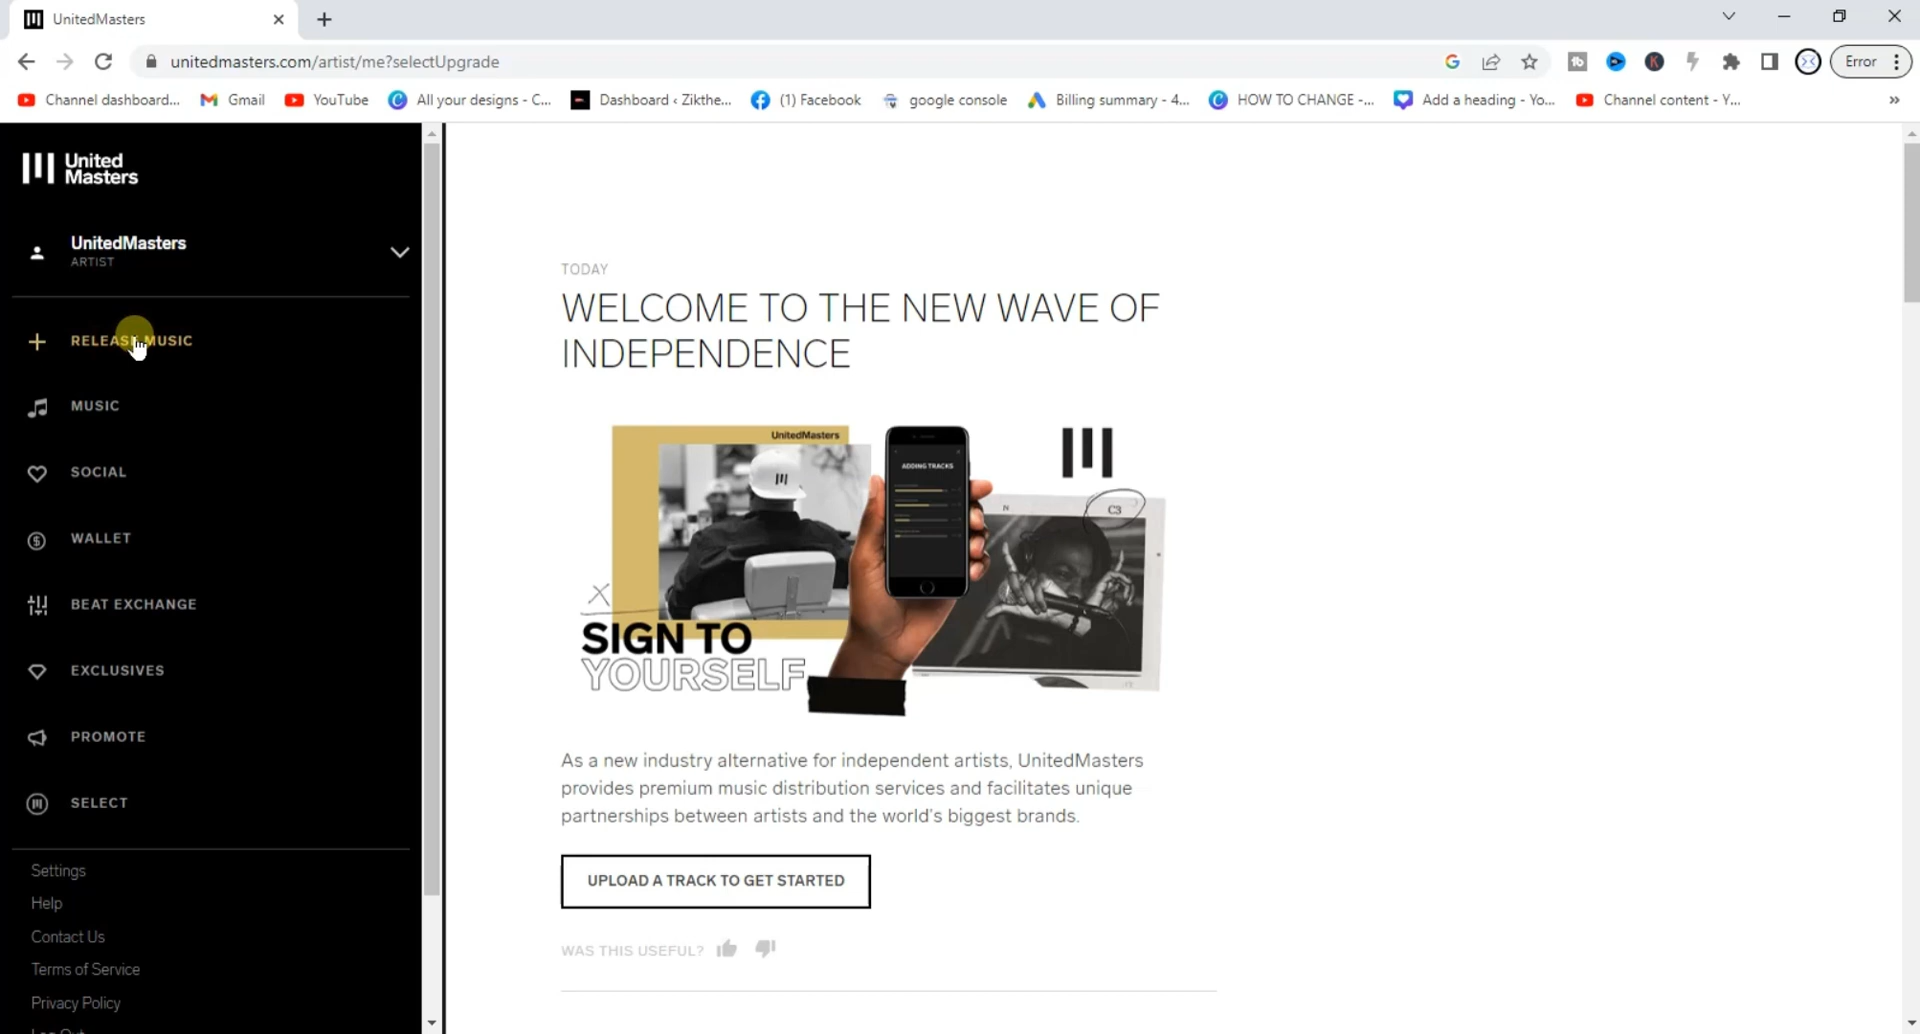 UnitedMasters
unitedmasters.com/artist/me?selectUpgrade
Error
Channel dashboard...
Gmail
YouTube
All your designs - C...
Dashboard ‹ Zikthe...
(1) Facebook
google console
Billing summary - 4...
HOW TO CHANGE -...
Add a heading - Yo...
Channel content - Y...
»
United
Masters
UnitedMasters
ARTIST
RELEASE MUSIC
MUSIC
SOCIAL
WALLET
BEAT EXCHANGE
EXCLUSIVES
PROMOTE
SELECT
Settings
Help
Contact Us
Terms of Service
Privacy Policy
TODAY
WELCOME TO THE NEW WAVE OF
INDEPENDENCE
UnitedMasters
ADDING TRACKS
N
C3
SIGN TO
YOURSELF
As a new industry alternative for independent artists, UnitedMasters
provides premium music distribution services and facilitates unique
partnerships between artists and the world's biggest brands.
UPLOAD A TRACK TO GET STARTED
WAS THIS USEFUL?